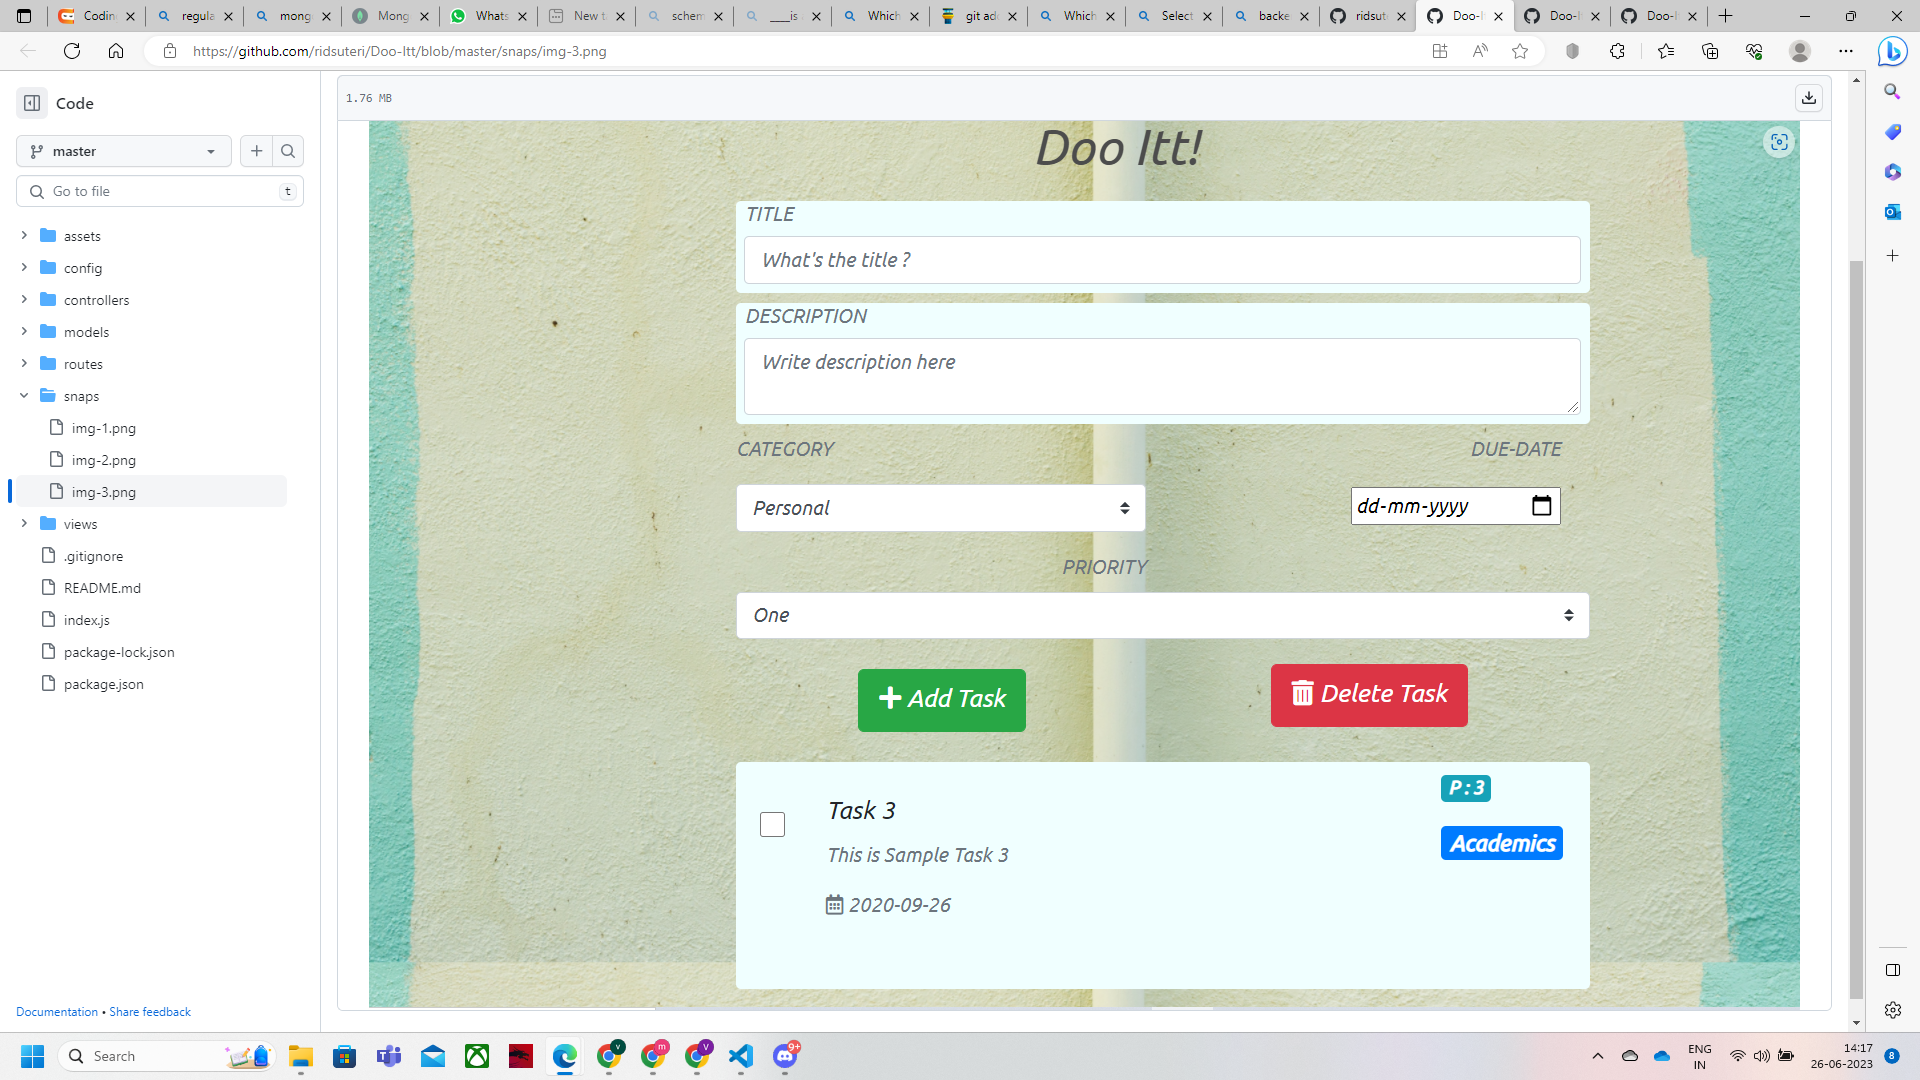 Codin
regula
mong
Mong
Whats
New t
schem
___is
Which
git ad
Which
Select
backe
ridsut
Doo-I
Doo-I
Doo-I
https://github.com/ridsuteri/Doo-Itt/blob/master/snaps/img-3.png
Code
master
Go to file
t
assets
config
controllers
models
routes
snaps
img-1.png
img-2.png
img-3.png
views
.gitignore
README.md
index.js
package-lock.json
package.json
Documentation • Share feedback
1.76 MB
Doo Itt!
TITLE
What's the title ?
DESCRIPTION
Write description here
CATEGORY
DUE-DATE
Personal
dd-mm-yyyy
PRIORITY
One
Add Task
Delete Task
Task 3
P : 3
This is Sample Task 3
Academics
2020-09-26
Search
v
m
V
9+
ENG
IN
14:17
26-06-2023
8